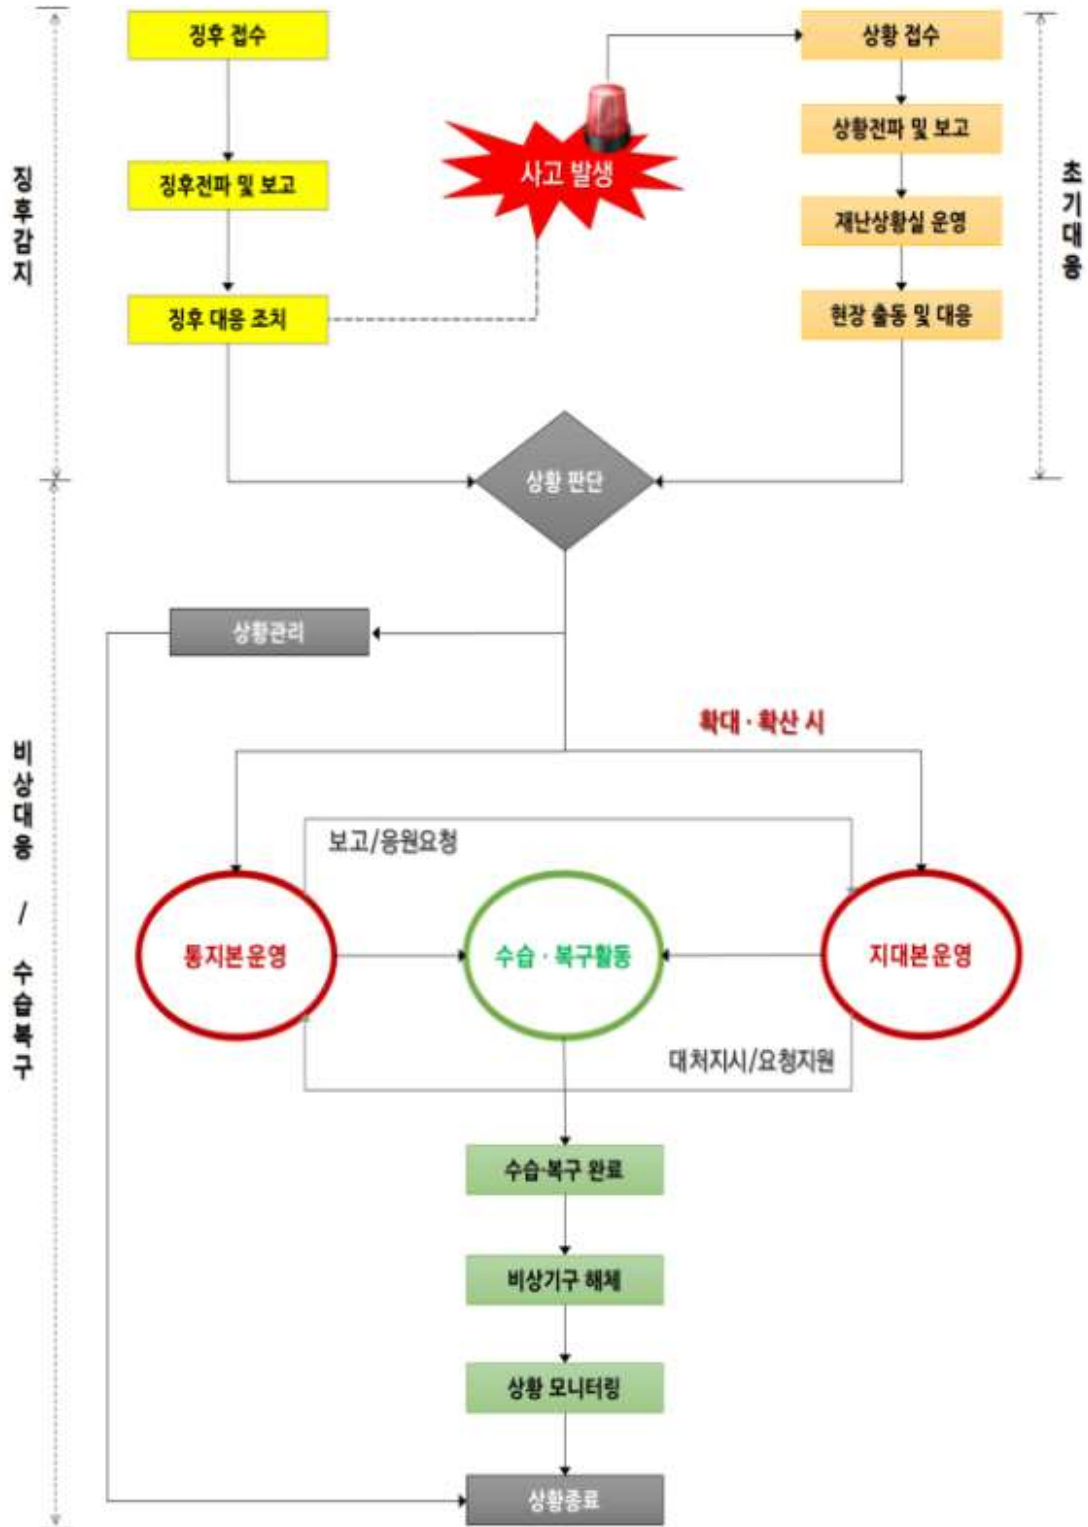 징후 접수
상황 접수
상황전파 및 보고
사고 발생
징후전파 및 보고
재난상황실 운영
징후 대응 조치
현장 출동 및 대응
징후감지
초기대응
상황 판단
상황관리
확대 · 확산 시
비상대응 / 수습복구
보고/응원요청
통지본운영
수습 · 복구활동
지대본운영
대처지시/요청지원
수습·복구 완료
비상기구 해체
상황 모니터링
상황종료